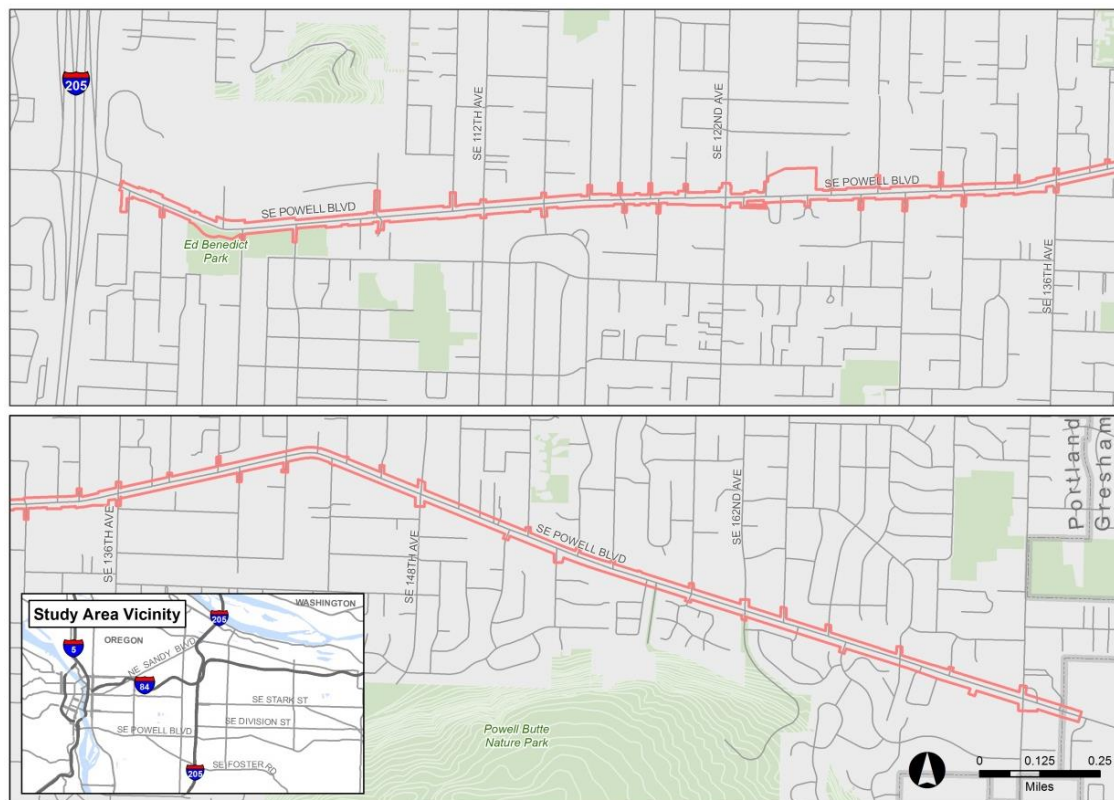 205
SE 112TH AVE
SE 122ND AVE
SE POWELL BLVD
SE POWELL BLVD
Ed Benedict
Park
SE 136TH AVE
Portland
Gresham
SE 136TH AVE
SE 148TH AVE
SE POWELL BLVD
SE 162ND AVE
Study Area Vicinity
WASHINGTON
OREGON
205
5
NE SANDY BLVD
84
SE STARK ST
SE DIVISION ST
SE POWELL BLVD
SE FOSTER RD
205
Powell Butte
Nature Park
0 0.125 0.25
Miles